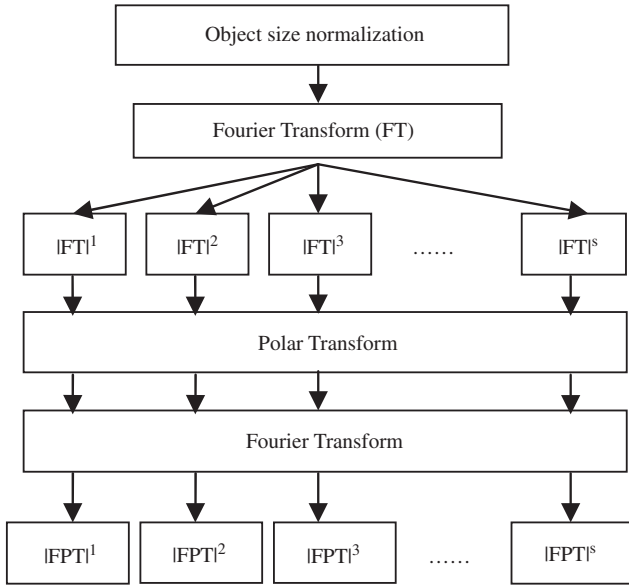 Object size normalization
Fourier Transform (FT)
|FT|¹ |FT|² |FT|³ ...... |FT|ˢ
Polar Transform
Fourier Transform
|FPT|¹ |FPT|² |FPT|³ ...... |FPT|ˢ